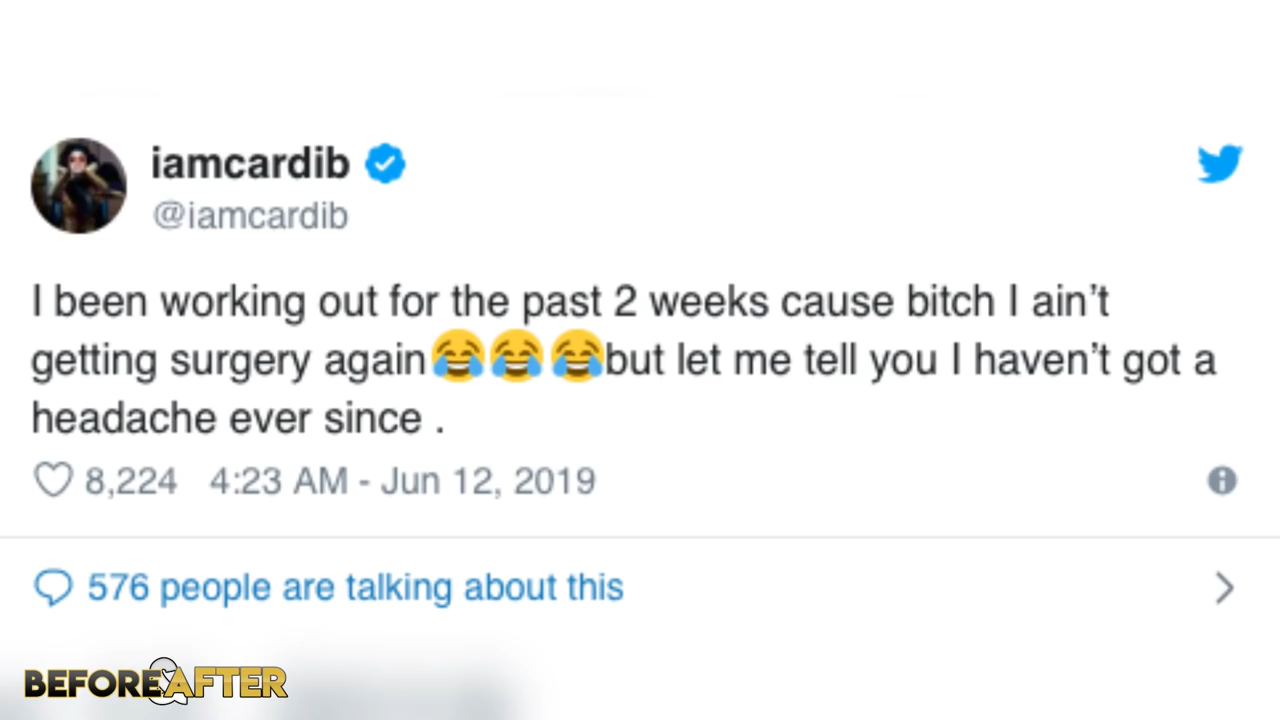 iamcardib
@iamcardib
I been working out for the past 2 weeks cause bitch I ain’t
getting surgery again😂😂😂but let me tell you I haven’t got a
headache ever since .
8,224 4:23 AM - Jun 12, 2019
576 people are talking about this
BEFORE AFTER